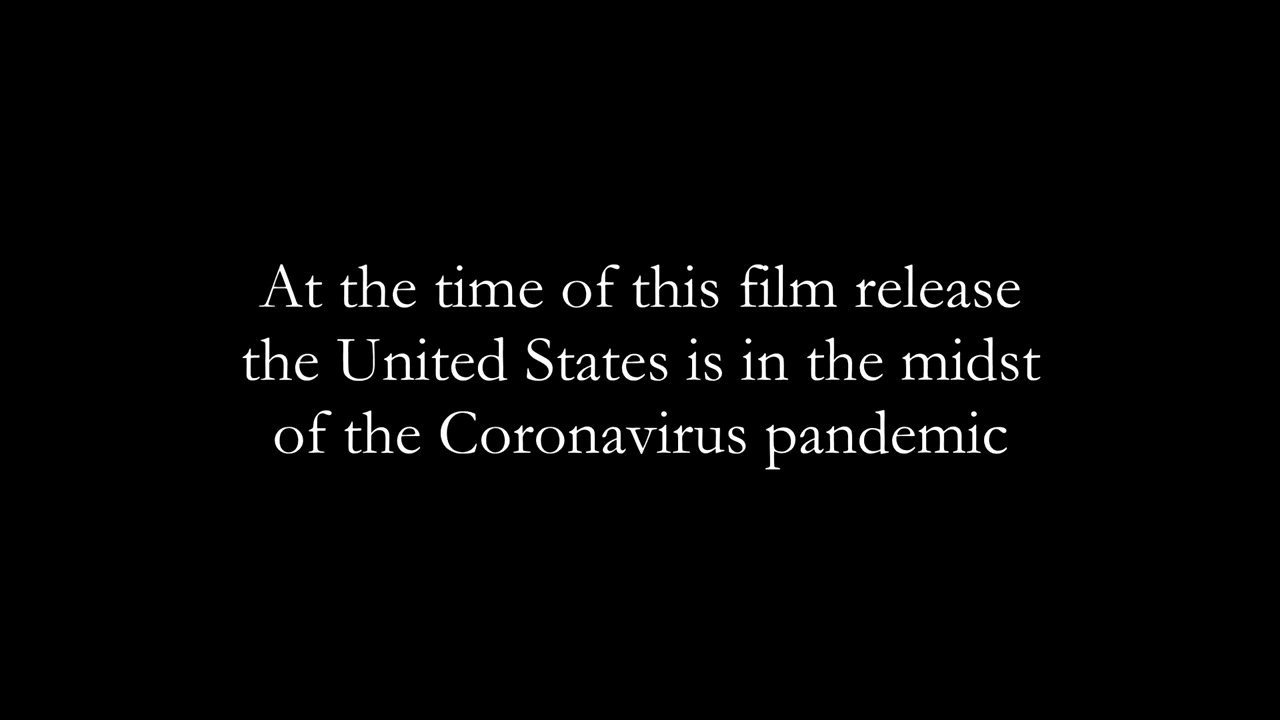 At the time of this film release
the United States is in the midst
of the Coronavirus pandemic